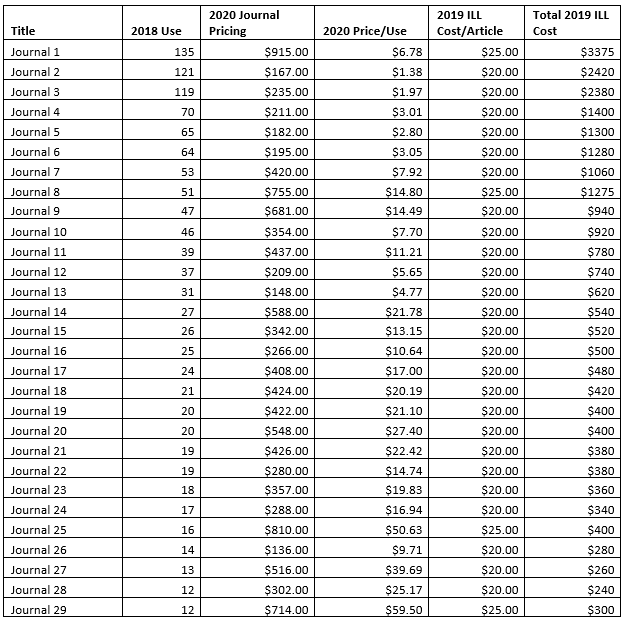 Title 2018 Use 2020 Journal Pricing 2020 Price/Use 2019 ILL Cost/Article Total 2019 ILL Cost
Journal 1 135 $915.00 $6.78 $25.00 $3375
Journal 2 121 $167.00 $1.38 $20.00 $2420
Journal 3 119 $235.00 $1.97 $20.00 $2380
Journal 4 70 $211.00 $3.01 $20.00 $1400
Journal 5 65 $182.00 $2.80 $20.00 $1300
Journal 6 64 $195.00 $3.05 $20.00 $1280
Journal 7 53 $420.00 $7.92 $20.00 $1060
Journal 8 51 $755.00 $14.80 $25.00 $1275
Journal 9 47 $681.00 $14.49 $20.00 $940
Journal 10 46 $354.00 $7.70 $20.00 $920
Journal 11 39 $437.00 $11.21 $20.00 $780
Journal 12 37 $209.00 $5.65 $20.00 $740
Journal 13 31 $148.00 $4.77 $20.00 $620
Journal 14 27 $588.00 $21.78 $20.00 $540
Journal 15 26 $342.00 $13.15 $20.00 $520
Journal 16 25 $266.00 $10.64 $20.00 $500
Journal 17 24 $408.00 $17.00 $20.00 $480
Journal 18 21 $424.00 $20.19 $20.00 $420
Journal 19 20 $422.00 $21.10 $20.00 $400
Journal 20 20 $548.00 $27.40 $20.00 $400
Journal 21 19 $426.00 $22.42 $20.00 $380
Journal 22 19 $280.00 $14.74 $20.00 $380
Journal 23 18 $357.00 $19.83 $20.00 $360
Journal 24 17 $288.00 $16.94 $20.00 $340
Journal 25 16 $810.00 $50.63 $25.00 $400
Journal 26 14 $136.00 $9.71 $20.00 $280
Journal 27 13 $516.00 $39.69 $20.00 $260
Journal 28 12 $302.00 $25.17 $20.00 $240
Journal 29 12 $714.00 $59.50 $25.00 $300